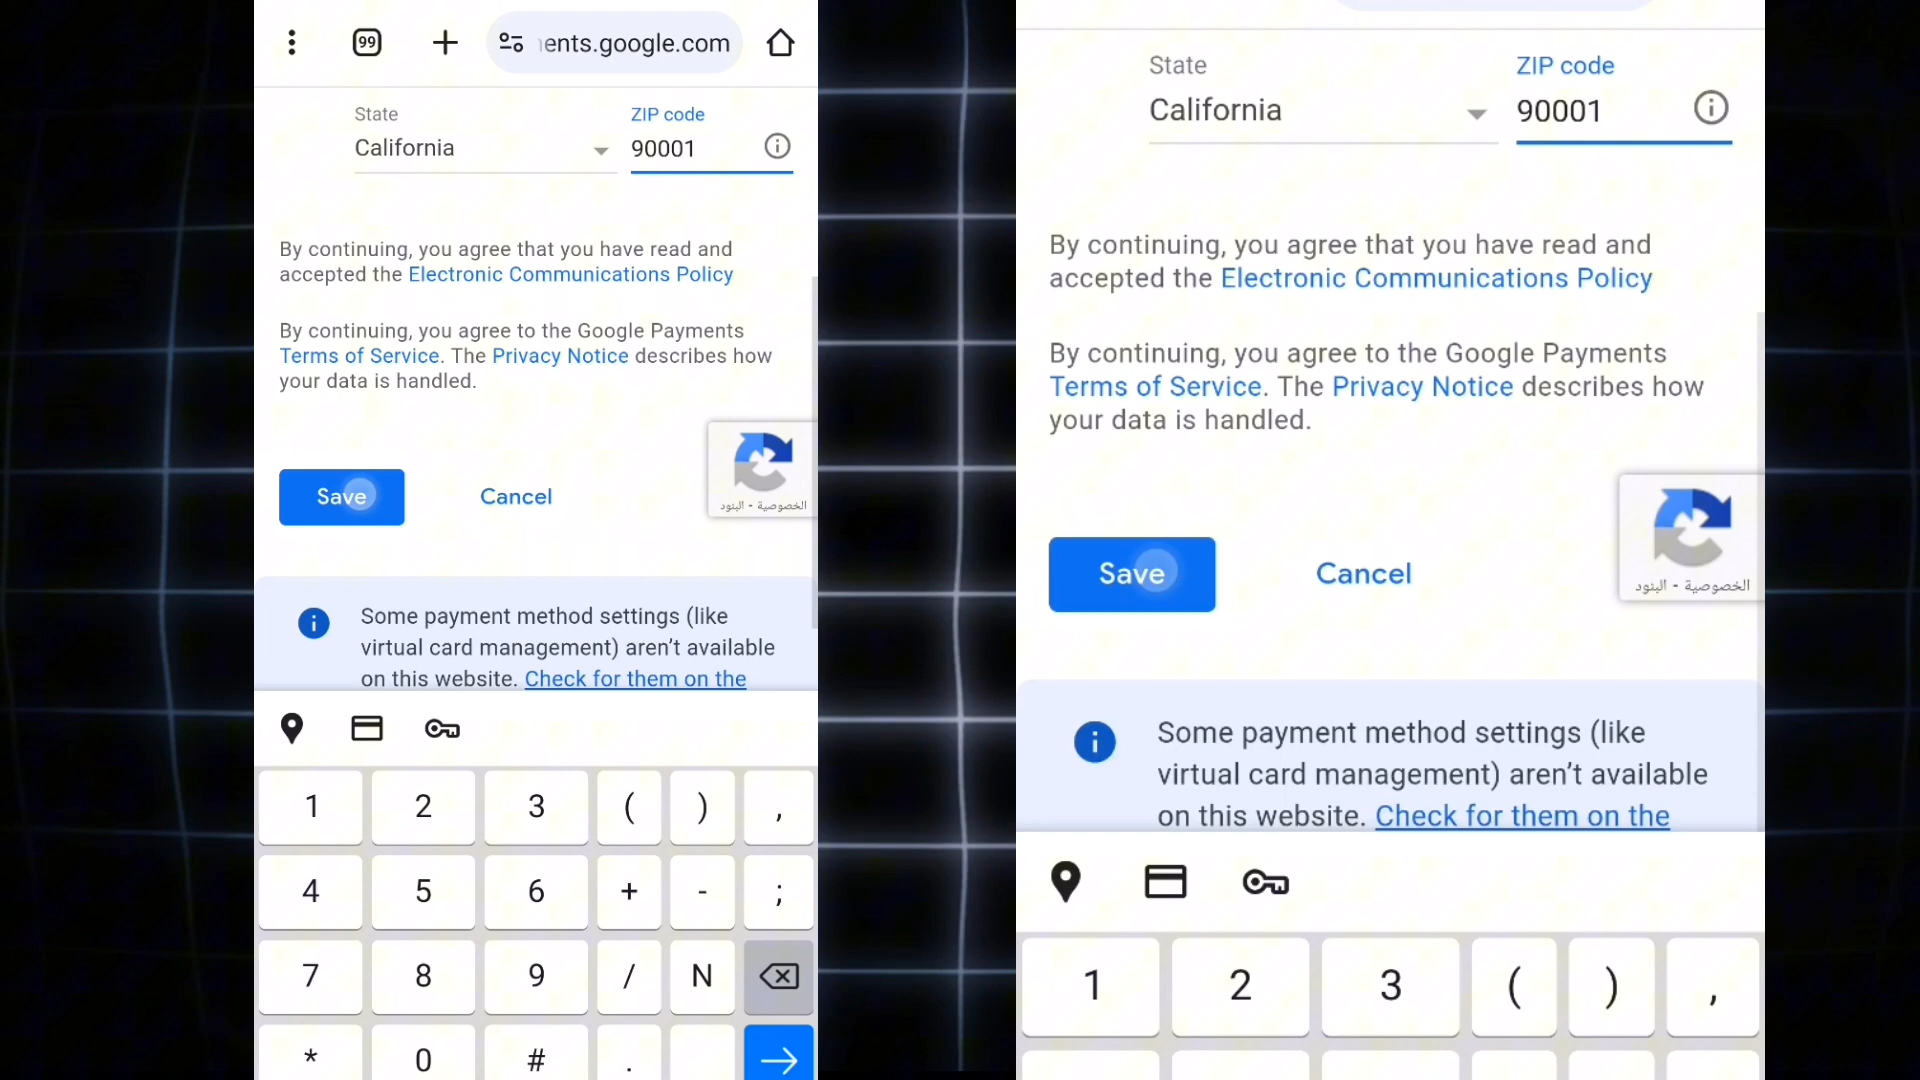 99
ents.google.com
State
ZIP code
California
90001
By continuing, you agree that you have read and
accepted the Electronic Communications Policy
By continuing, you agree to the Google Payments
Terms of Service. The Privacy Notice describes how
your data is handled.
Save
Cancel
الخصوصية - البنود
Some payment method settings (like
virtual card management) aren’t available
on this website. Check for them on the
1 2 3 ( ) ,
4 5 6 + - ;
7 8 9 / N
* 0 # .
State
ZIP code
California
90001
By continuing, you agree that you have read and
accepted the Electronic Communications Policy
By continuing, you agree to the Google Payments
Terms of Service. The Privacy Notice describes how
your data is handled.
Save
Cancel
الخصوصية - البنود
Some payment method settings (like
virtual card management) aren’t available
on this website. Check for them on the
1 2 3 ( ) ,